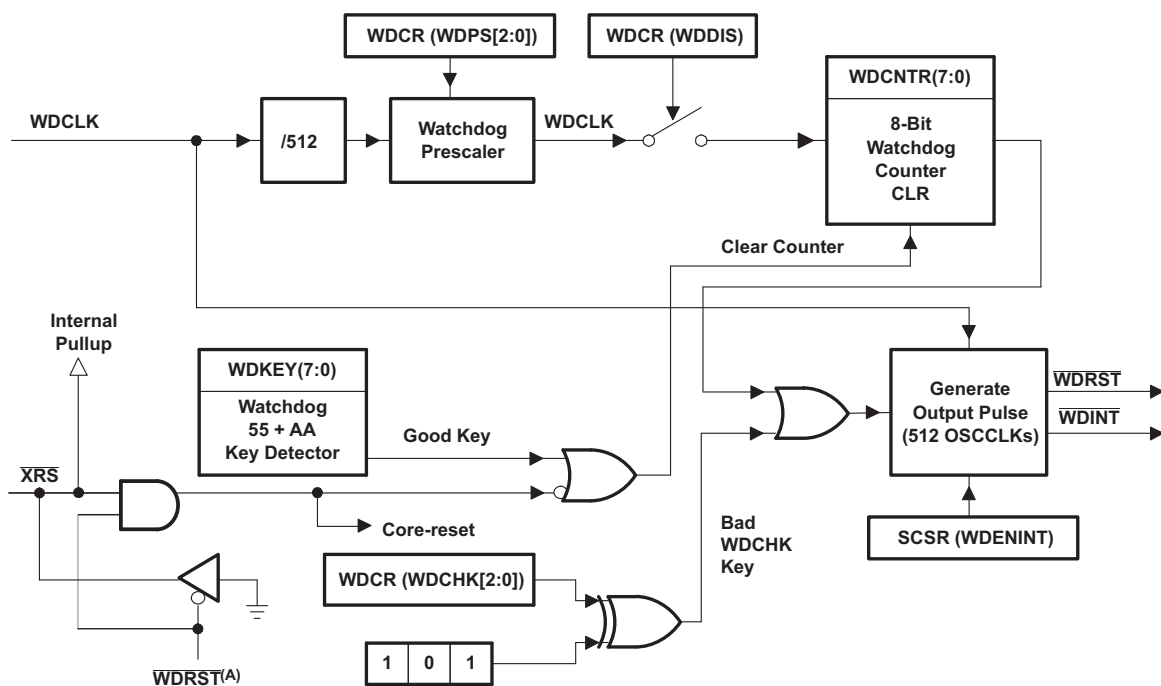 WDCR (WDPS[2:0])
WDCR (WDDIS)
WDCNTR(7:0)
WDCLK
/512
Watchdog
Prescaler
WDCLK
8-Bit
Watchdog
Counter
CLR
Clear Counter
Internal
Pullup
WDKEY(7:0)
Watchdog
55 + AA
Key Detector
Good Key
Generate
Output Pulse
(512 OSCCLKs)
WDRST
WDINT
XRS
Core-reset
Bad
WDCHK
Key
SCSR (WDENINT)
WDCR (WDCHK[2:0])
1 0 1
WDRST(A)